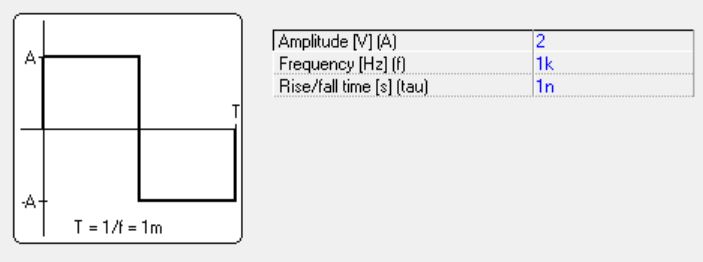 A
T
-A
T = 1/f = 1m
Amplitude [V] (A) 2
Frequency [Hz] (f) 1k
Rise/fall time [s] (tau) 1n